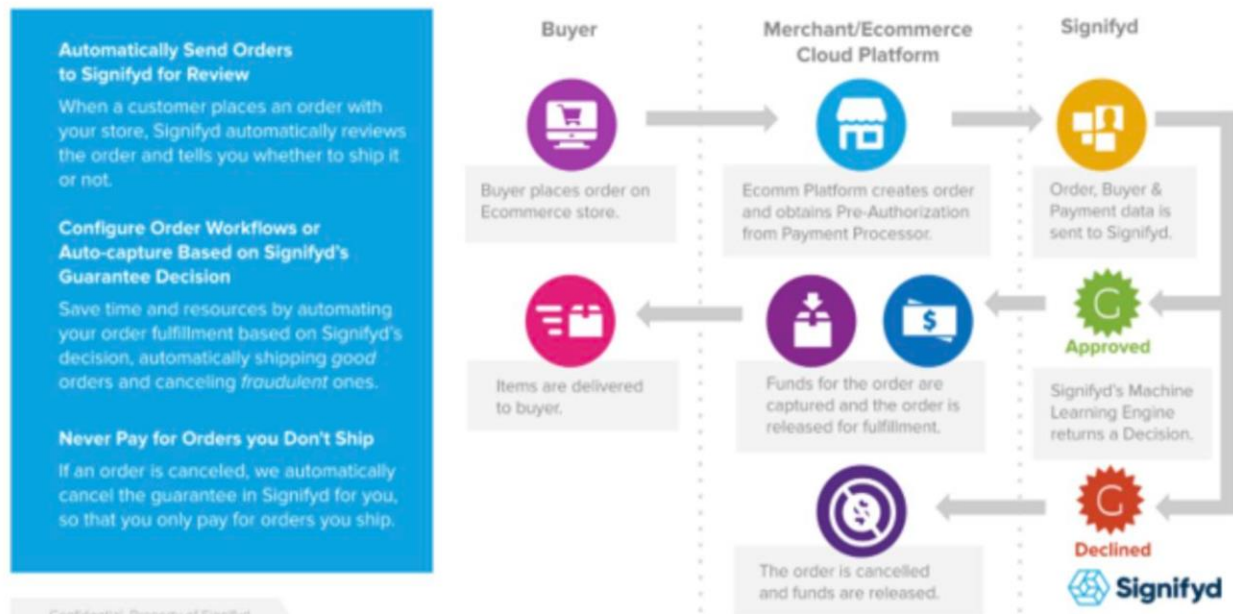 Automatically Send Orders
to Signifyd for Review
When a customer places an order with
your store, Signifyd automatically reviews
the order and tells you whether to ship it
or not.
Configure Order Workflows or
Auto-capture Based on Signifyd's
Guarantee Decision
Save time and resources by automating
your order fulfillment based on Signifyd's
decision, automatically shipping good
orders and canceling fraudulent ones.
Never Pay for Orders you Don't Ship
If an order is canceled, we automatically
cancel the guarantee in Signifyd for you,
so that you only pay for orders you ship.
Buyer
Merchant/Ecommerce
Cloud Platform
Signifyd
Buyer places order on
Ecommerce store.
Ecomm Platform creates order
and obtains Pre-Authorization
from Payment Processor.
Order, Buyer &
Payment data is
sent to Signifyd.
Items are delivered
to buyer.
$
Funds for the order are
captured and the order is
released for fulfillment.
G
Approved
Signifyd's Machine
Learning Engine
returns a Decision.
The order is cancelled
and funds are released.
G
Declined
Signifyd
Confidential Property of Signifyd